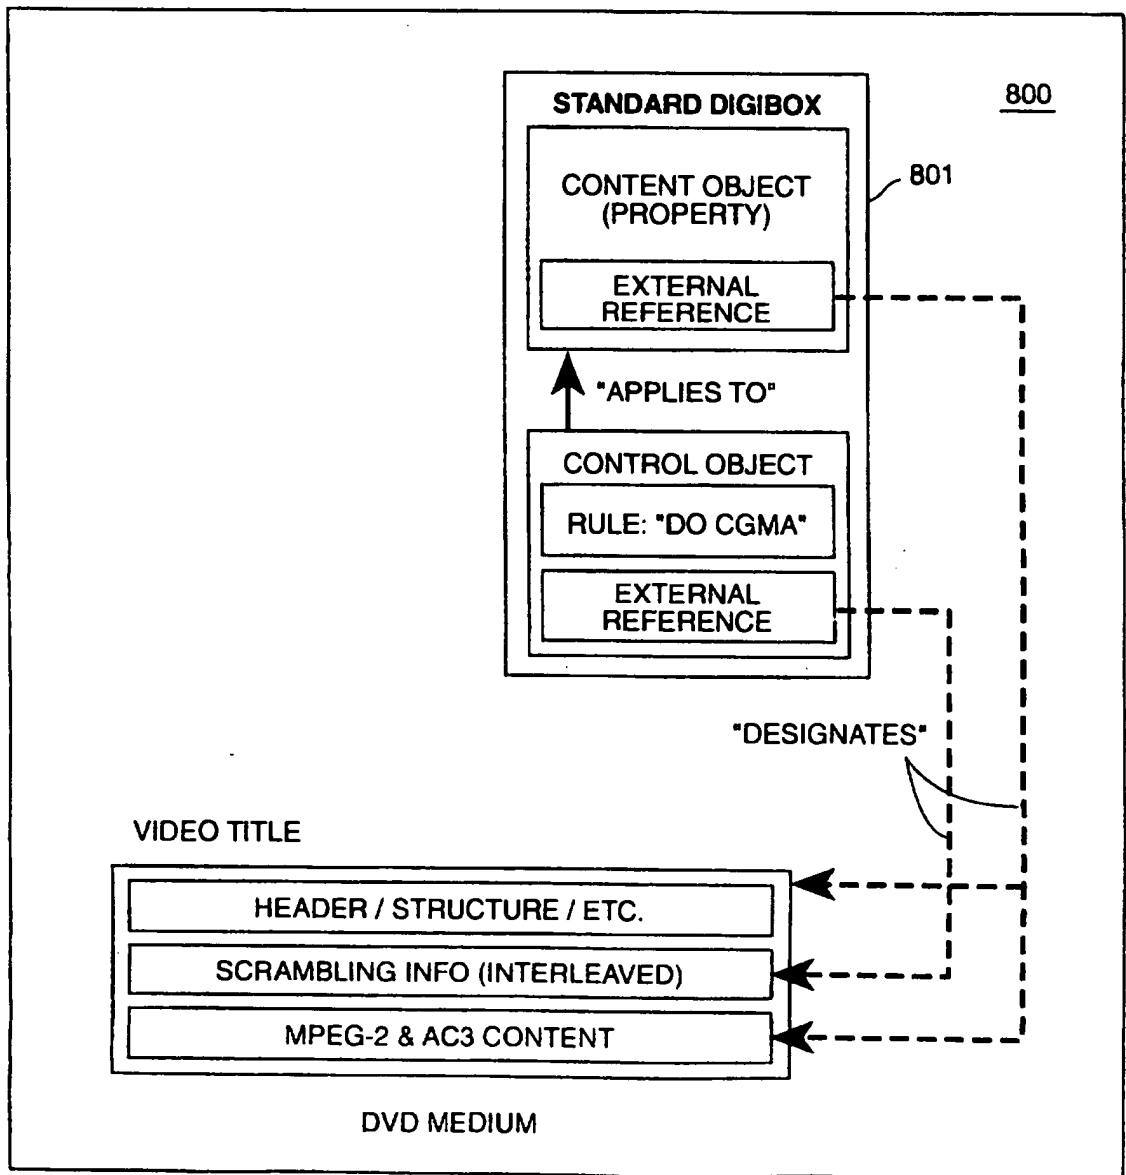 800
STANDARD DIGIBOX
801
CONTENT OBJECT
(PROPERTY)
EXTERNAL
REFERENCE
"APPLIES TO"
CONTROL OBJECT
RULE: "DO CGMA"
EXTERNAL
REFERENCE
"DESIGNATES"
VIDEO TITLE
HEADER / STRUCTURE / ETC.
SCRAMBLING INFO (INTERLEAVED)
MPEG-2 & AC3 CONTENT
DVD MEDIUM